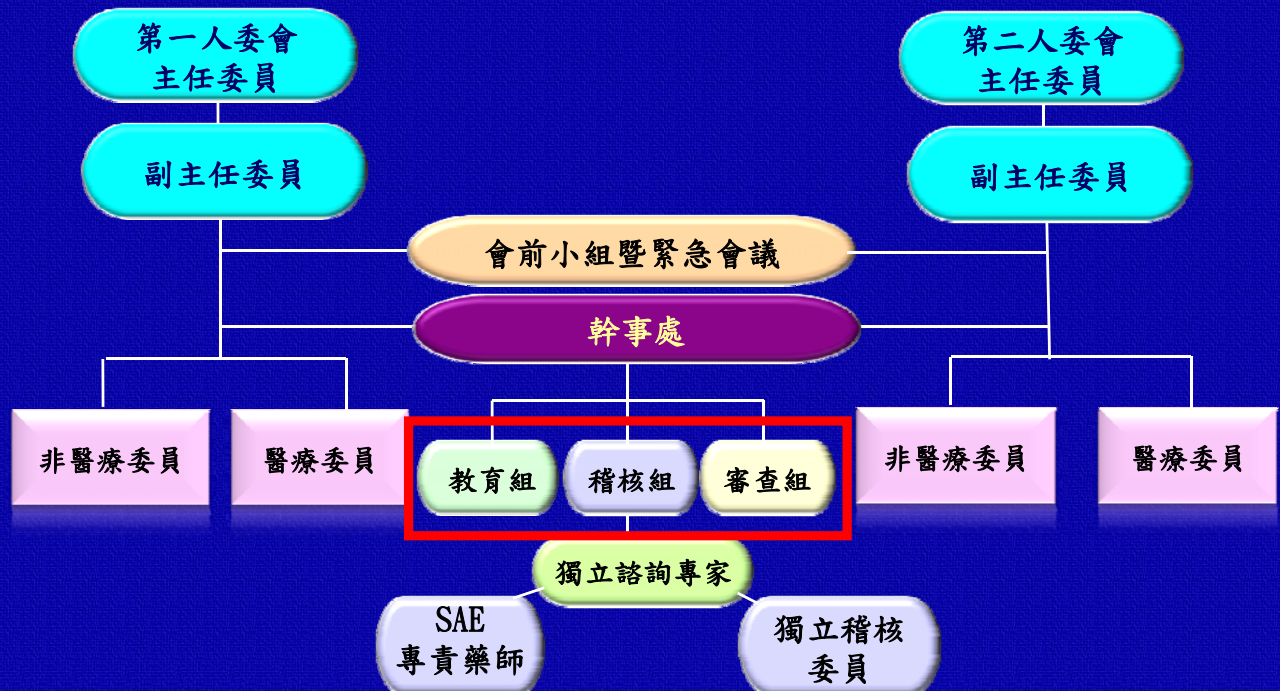 第一人委會
主任委員
第二人委會
主任委員
副主任委員
副主任委員
會前小組暨緊急會議
幹事處
非醫療委員
醫療委員
教育組
稽核組
審查組
非醫療委員
醫療委員
獨立諮詢專家
SAE
專責藥師
獨立稽核
委員